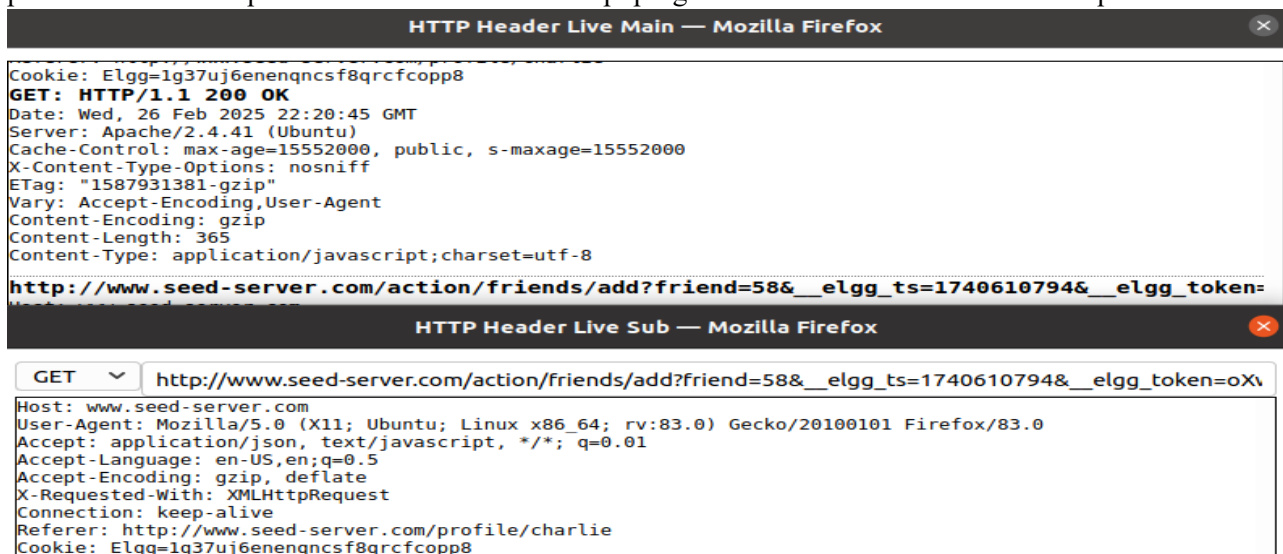 HTTP Header Live Main — Mozilla Firefox
Cookie: Elgg=1g37uj6enenqncsf8qrcfcopp8
GET: HTTP/1.1 200 OK
Date: Wed, 26 Feb 2025 22:20:45 GMT
Server: Apache/2.4.41 (Ubuntu)
Cache-Control: max-age=15552000, public, s-maxage=15552000
X-Content-Type-Options: nosniff
ETag: "1587931381-gzip"
Vary: Accept-Encoding,User-Agent
Content-Encoding: gzip
Content-Length: 365
Content-Type: application/javascript;charset=utf-8
http://www.seed-server.com/action/friends/add?friend=58&__elgg_ts=1740610794&__elgg_token=
HTTP Header Live Sub — Mozilla Firefox
GET http://www.seed-server.com/action/friends/add?friend=58&__elgg_ts=1740610794&__elgg_token=oXv
Host: www.seed-server.com
User-Agent: Mozilla/5.0 (X11; Ubuntu; Linux x86_64; rv:83.0) Gecko/20100101 Firefox/83.0
Accept: application/json, text/javascript, */*; q=0.01
Accept-Language: en-US,en;q=0.5
Accept-Encoding: gzip, deflate
X-Requested-With: XMLHttpRequest
Connection: keep-alive
Referer: http://www.seed-server.com/profile/charlie
Cookie: Elgg=1g37uj6enenqncsf8qrcfcopp8